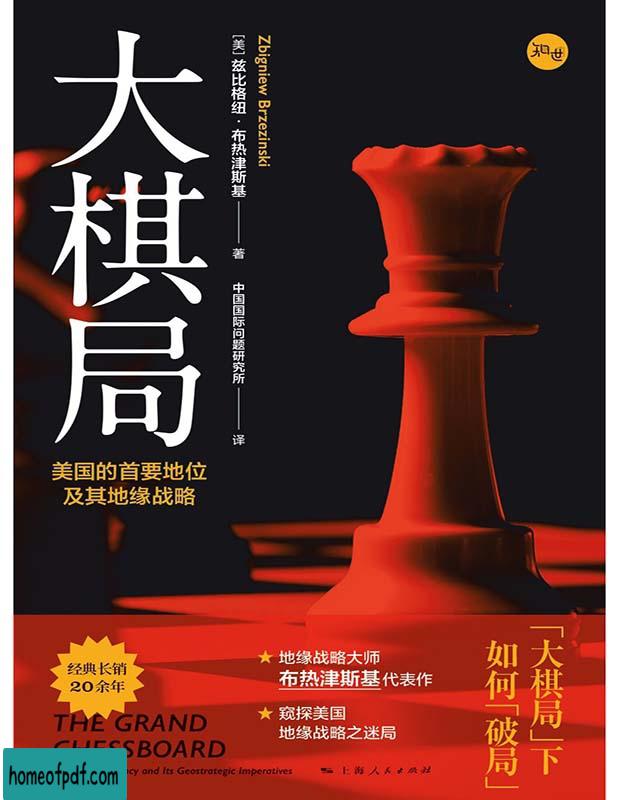 知世
大棋局
Zbigniew Brzezinski
[美] 兹比格纽·布热津斯基——著
中国国际问题研究所——译
美国的首要地位
及其地缘战略
「大棋局」下
如何「破局」
经典长销
20余年
★ 地缘战略大师
布热津斯基代表作
★ 窥探美国
地缘战略之迷局
THE GRAND
CHESSBOARD
and Its Geostrategic Imperatives
上海人民出版社
homeofpdf.com